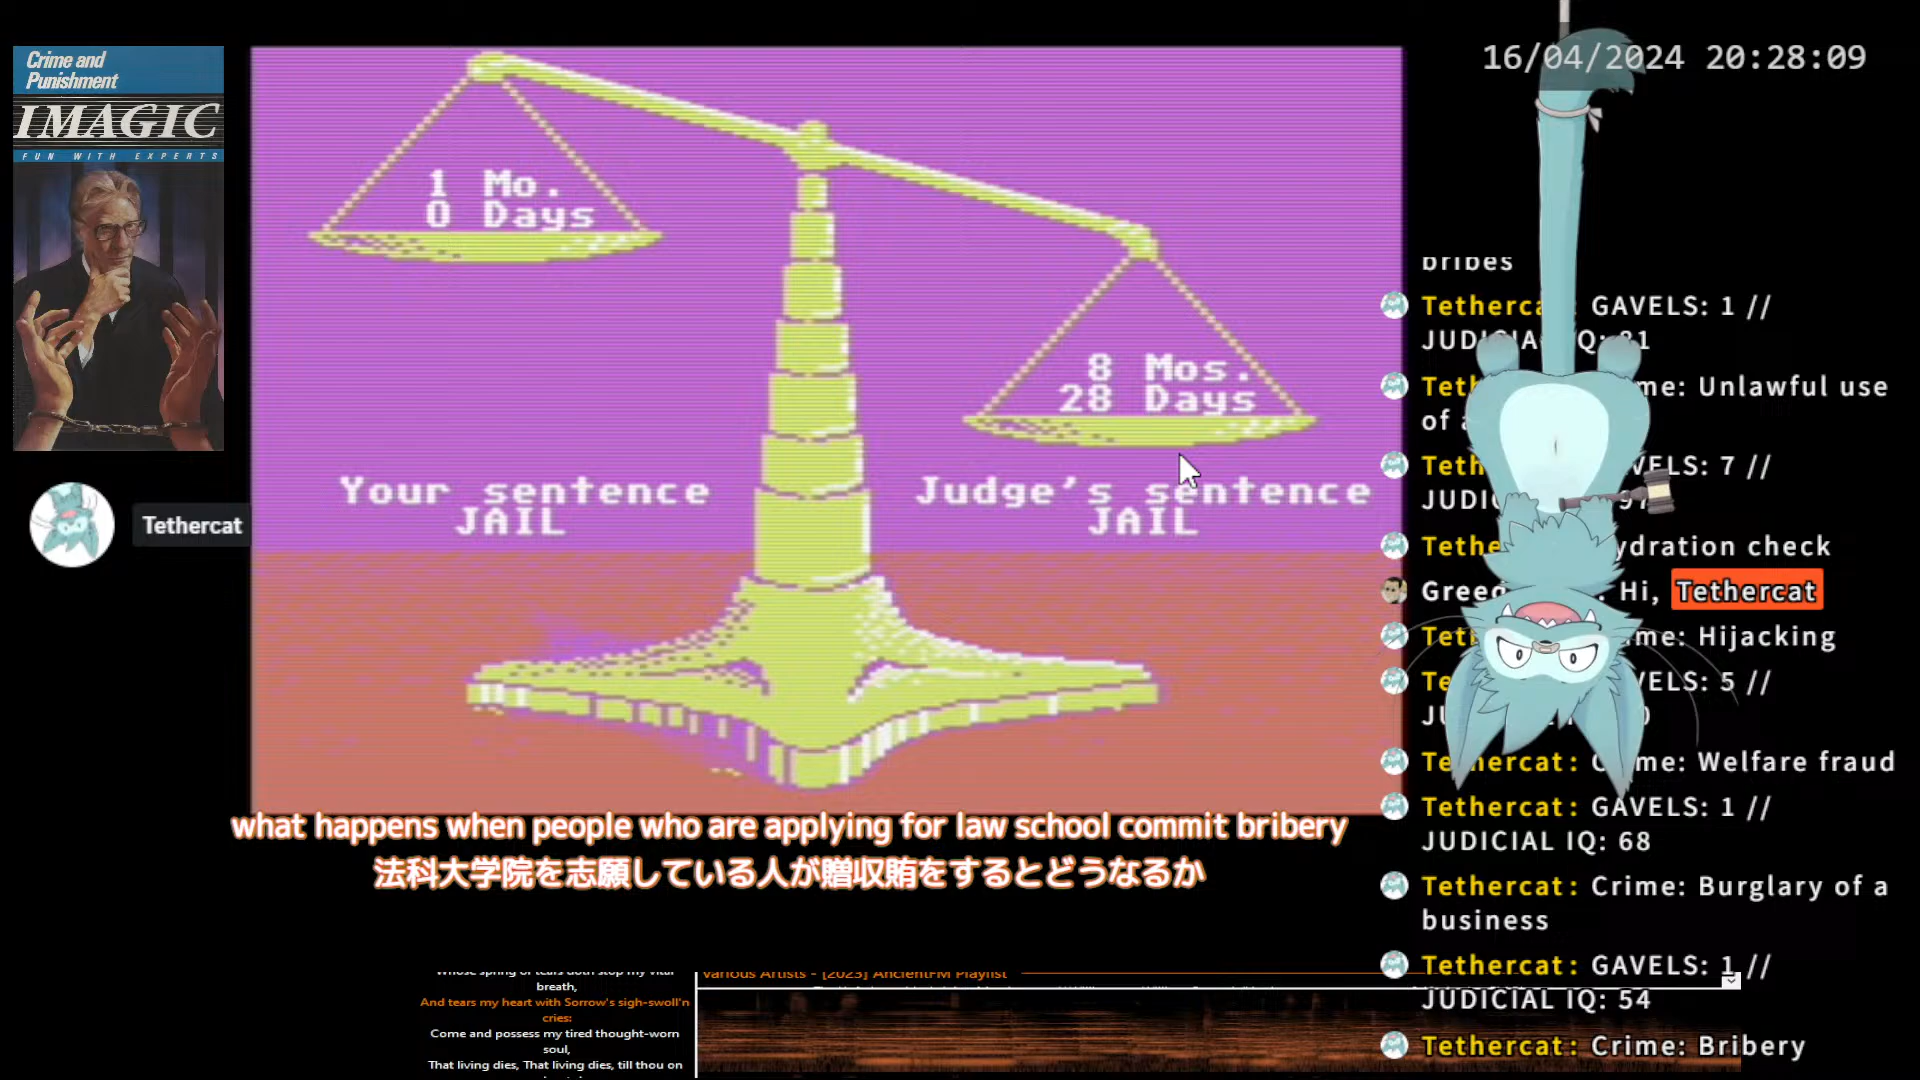 Crime and
Punishment
IMAGIC
FUN WITH EXPERTS
Tethercat
1 Mo.
0 Days
8 Mos.
28 Days
Your sentence
JAIL
Judge's sentence
JAIL
what happens when people who are applying for law school commit bribery
法科大学院を志願している人が贈収賄をするとどうなるか
breath,
And tears my heart with Sorrow's sigh-swoll'n
cries:
Come and possess my tired thought-worn
soul,
That living dies, That living dies, till thou on
Various Artists - [2023] AncientFM Playlist
16/04/2024 20:28:09
bribes
GAVELS: 1 //
Unlawful use
of
7 //
hydration check
Hi, Tethercat
Hijacking
5 //
Welfare fraud
Tethercat: GAVELS: 1 //
JUDICIAL IQ: 68
Tethercat: Crime: Burglary of a
business
Tethercat: GAVELS: 1 //
JUDICIAL IQ: 54
Tethercat: Crime: Bribery